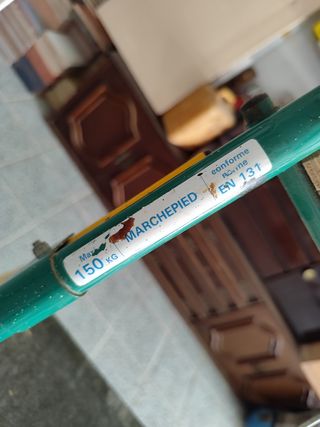 150 KG
MARCHEPIED
conforme
EN 131